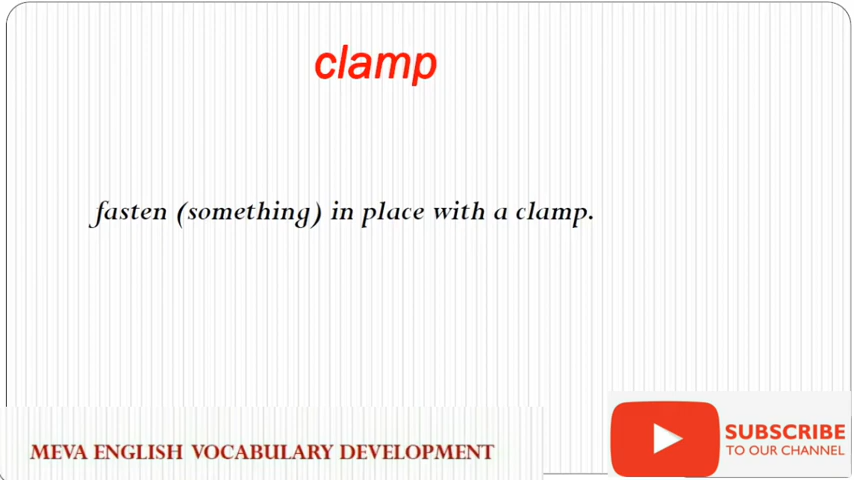 clamp
fasten (something) in place with a clamp.
MEVA ENGLISH VOCABULARY DEVELOPMENT
SUBSCRIBE
TO OUR CHANNEL